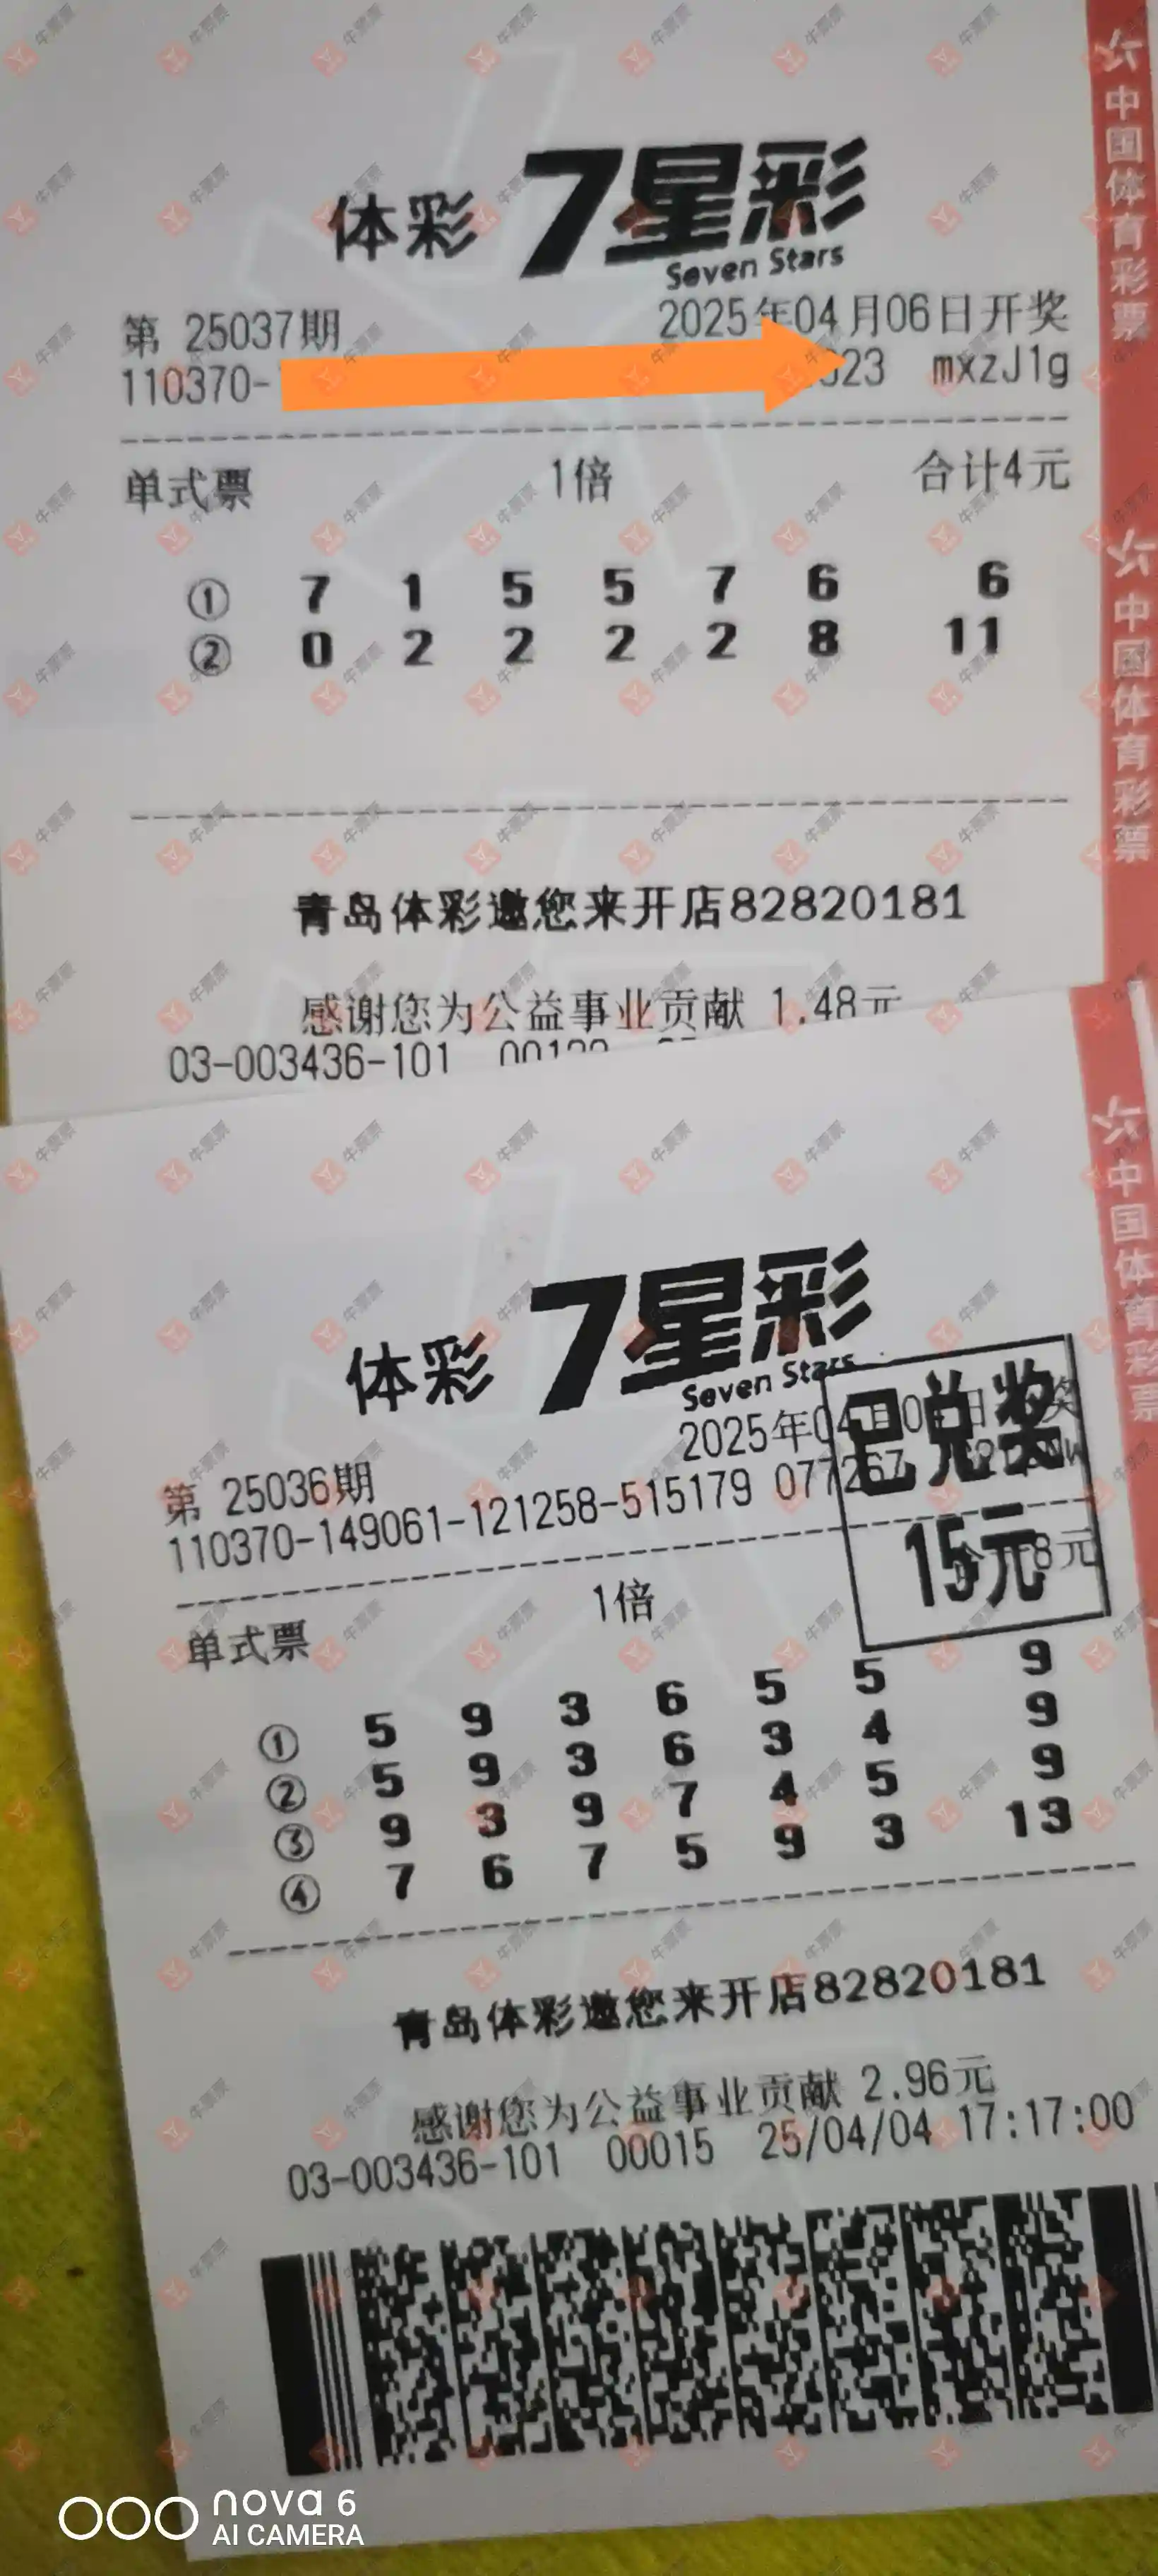 体彩 7星彩
Seven Stars
第 25037期 2025年04月06日开奖
110370- 23 mxzJ1g
单式票 1倍 合计4元
① 7 1 5 5 7 6 6
② 0 2 2 2 2 8 11
青岛体彩邀您来开店82820181
感谢您为公益事业贡献 1.48元
03-003436-101
中国体育彩票
中国体育彩票
体彩 7星彩
Seven Stars
第 25036期 2025年0
110370-149061-121258-515179 077267
已兑奖
15元
单式票 1倍 8元
① 5 9 3 6 5 5 9
② 5 9 3 6 3 4 9
③ 9 3 9 7 4 5 9
④ 7 6 7 5 9 3 13
青岛体彩邀您来开店82820181
感谢您为公益事业贡献 2.96元
03-003436-101 00015 25/04/04 17:17:00
中国体育彩票
牛票票
nova 6
AI CAMERA